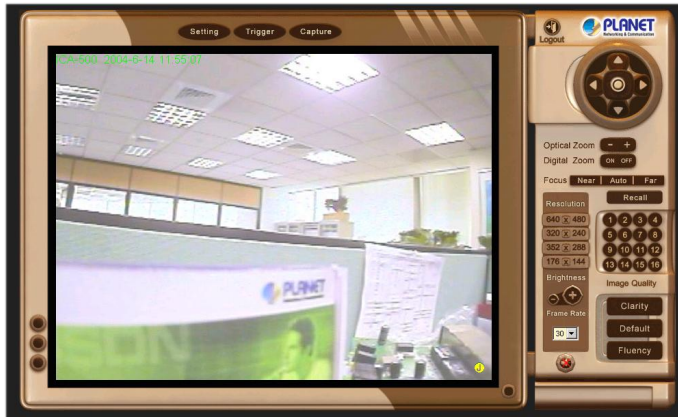 Setting Trigger Capture
Logout
PLANET
Networking & Communication
ICA-500 2004-6-14 11:55:07
Optical Zoom - +
Digital Zoom ON OFF
Focus Near | Auto | Far
Recall
Resolution
640 X 480
320 X 240
352 X 288
176 X 144
1 2 3 4
5 6 7 8
9 10 11 12
13 14 15 16
Brightness
- +
Frame Rate
30
Image Quality
Clarity
Default
Fluency
PLANET
J